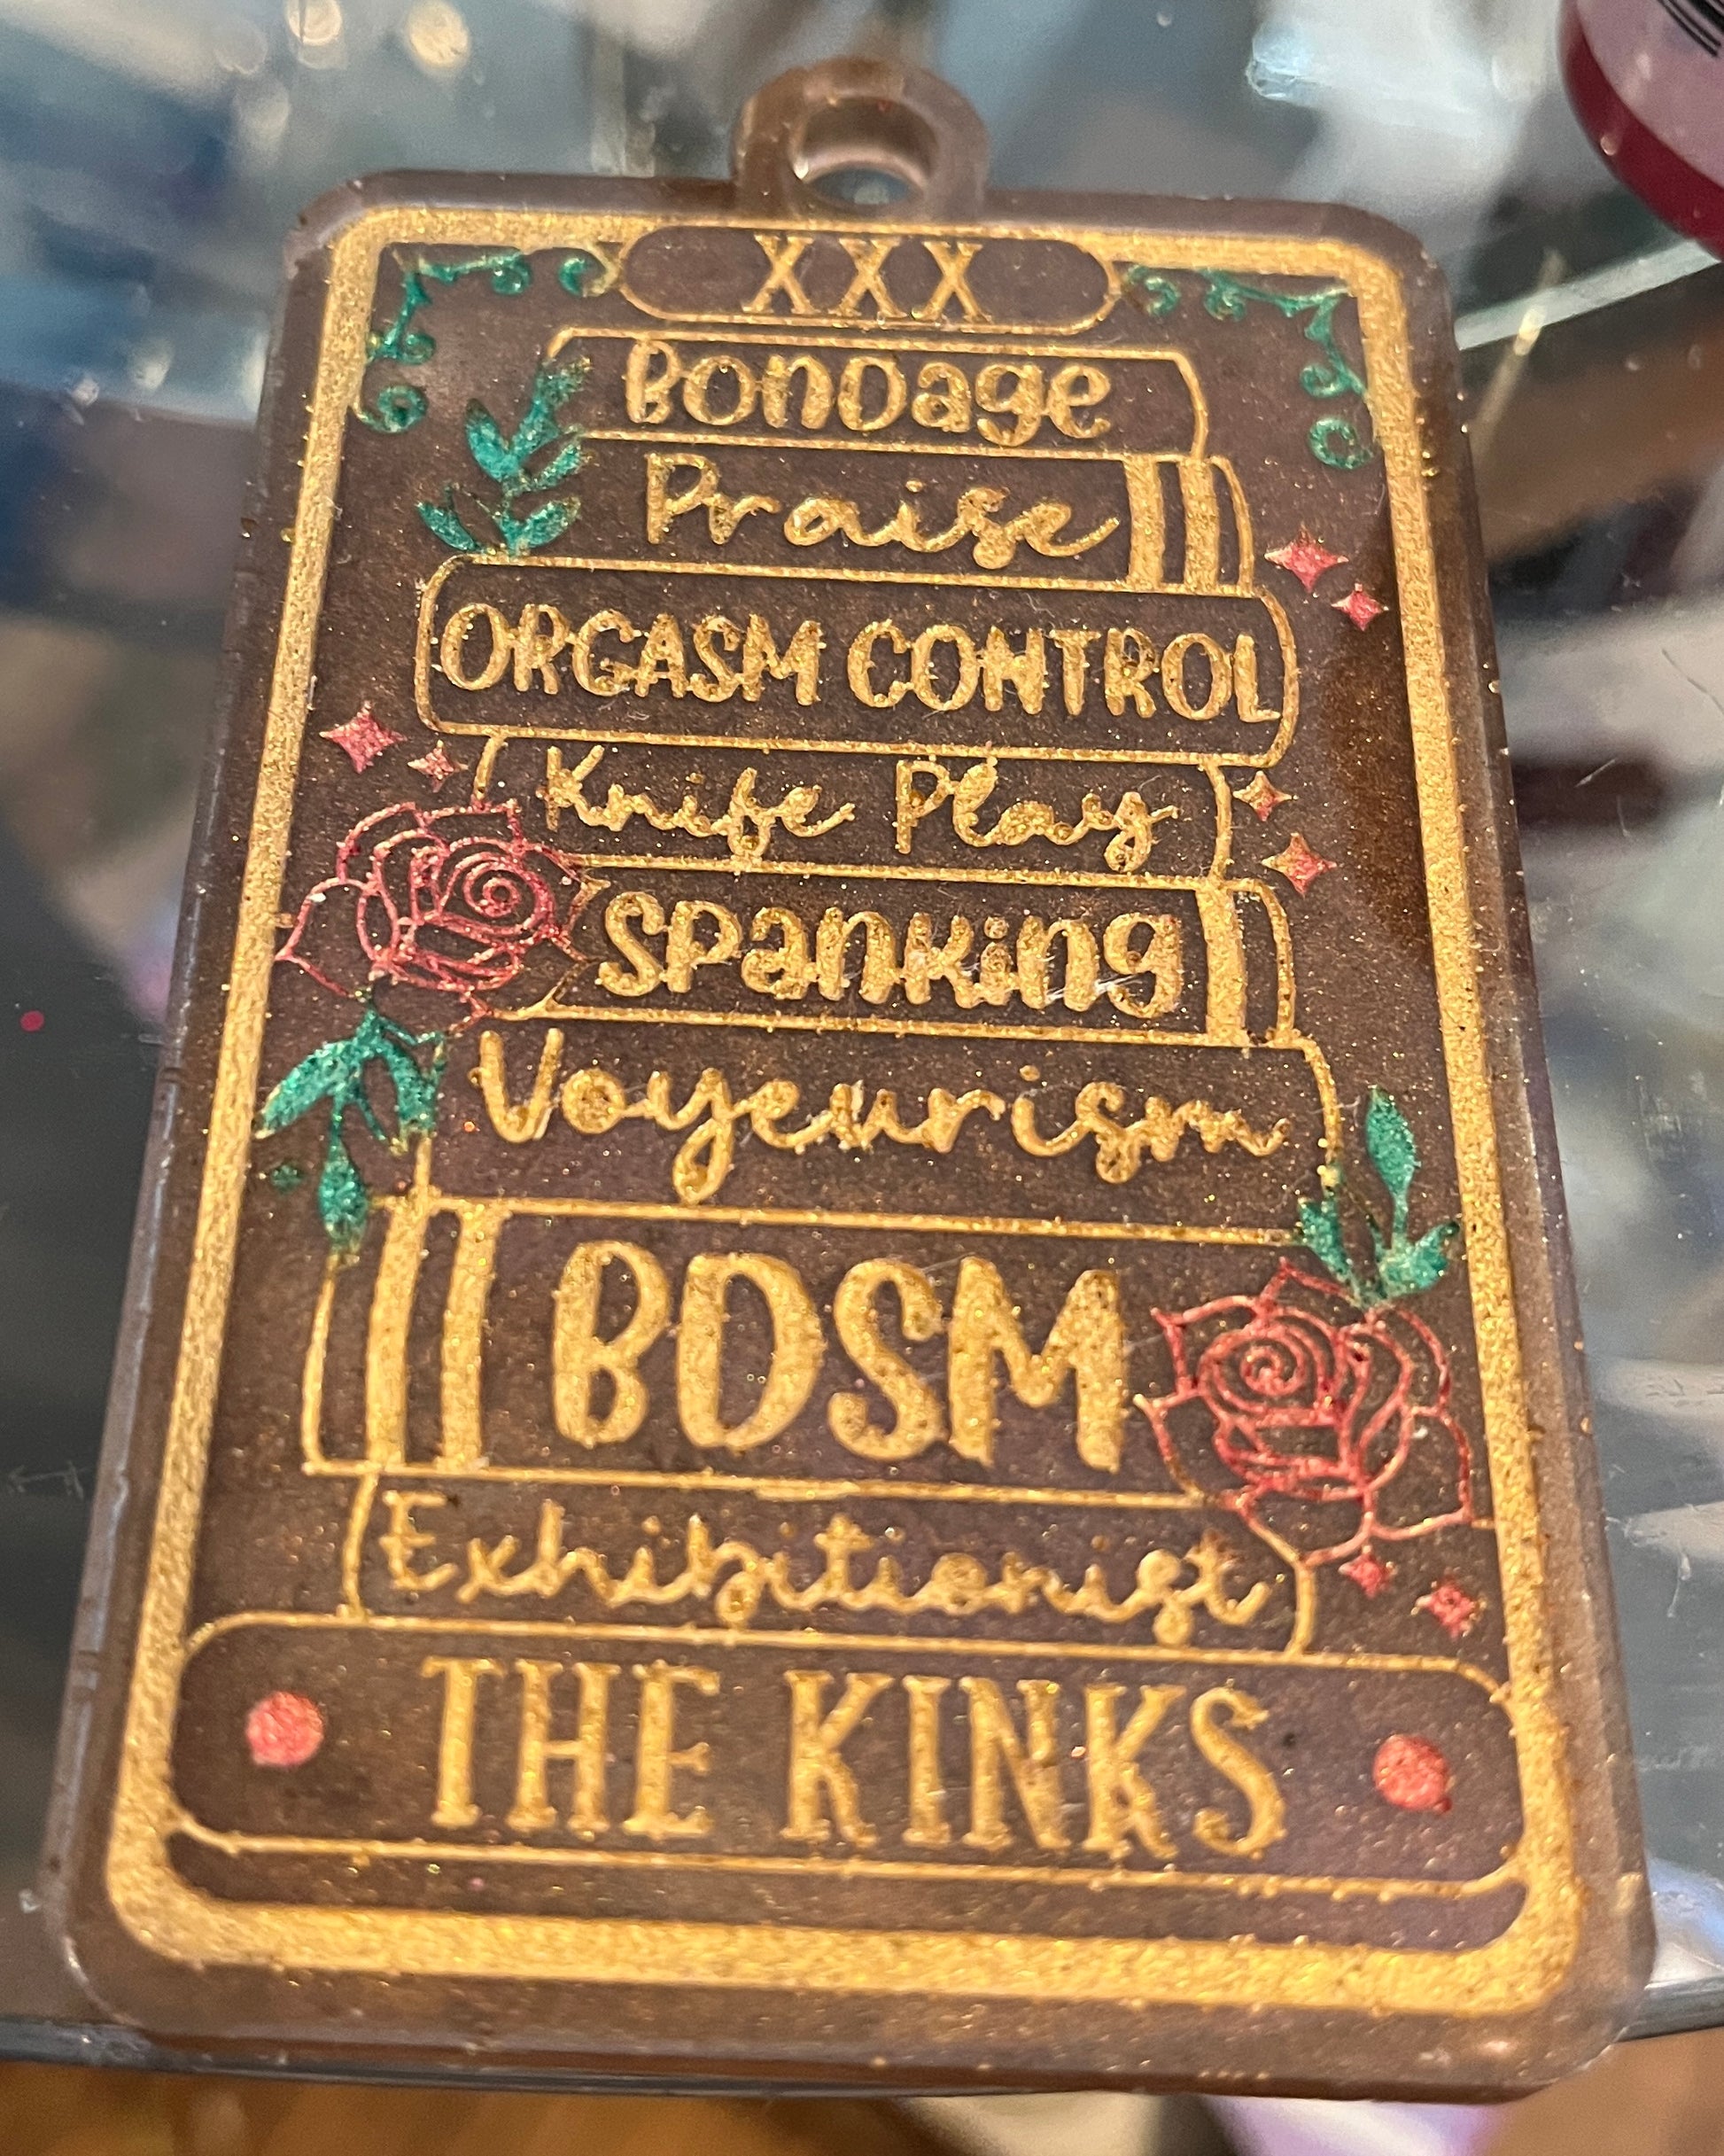 XXX
Bondage
Praise
ORGASM CONTROL
Knife Play
Spanking
Voyeurism
BDSM
Exhibitionist
THE KINKS